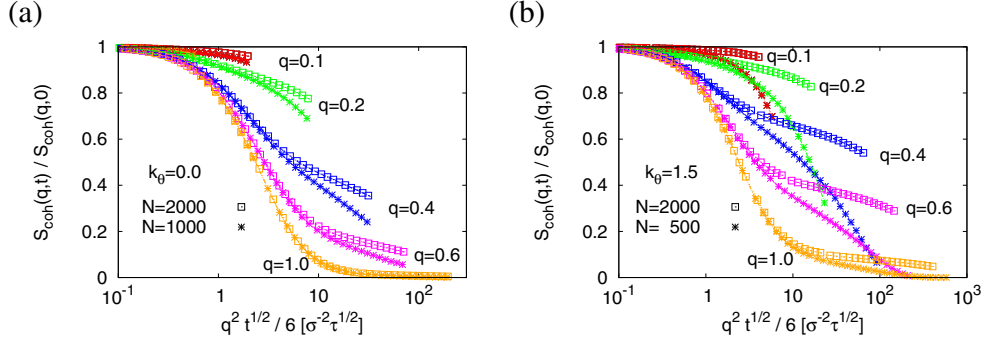 (a)
S_coh(q,t) / S_coh(q,0)
1
0.8
0.6
0.4
0.2
0
q=0.1
q=0.2
q=0.4
q=0.6
q=1.0
k_θ=0.0
N=2000
N=1000
10^-1
1
10
10^2
q^2 t^1/2 / 6 [σ^-2 τ^1/2]
(b)
S_coh(q,t) / S_coh(q,0)
1
0.8
0.6
0.4
0.2
0
q=0.1
q=0.2
q=0.4
q=0.6
q=1.0
k_θ=1.5
N=2000
N= 500
10^-1
1
10
10^2
10^3
q^2 t^1/2 / 6 [σ^-2 τ^1/2]